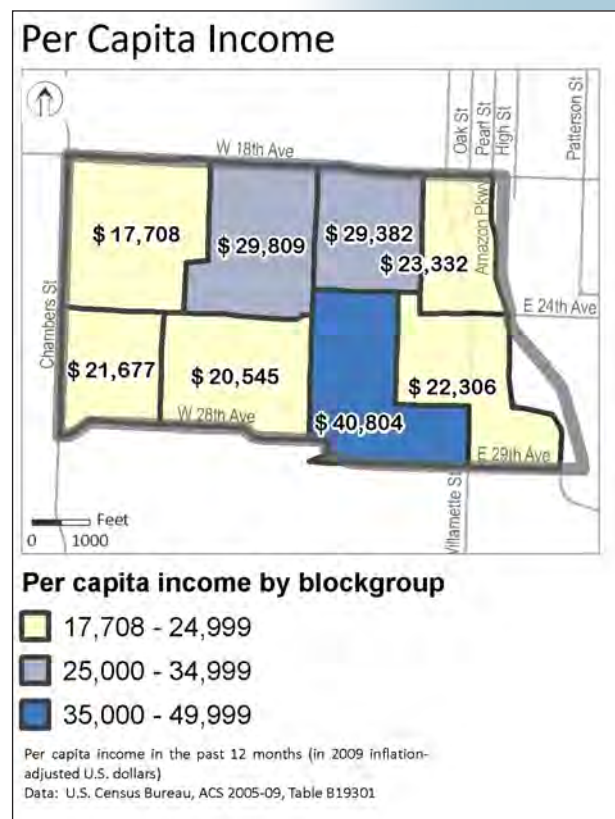 Per Capita Income
W 18th Ave
Oak St
Pearl St
High St
Patterson St
Amazon Pkwy
$ 17,708
$ 29,809
$ 29,382
$ 23,332
E 24th Ave
Chambers St
$ 21,677
$ 20,545
$ 22,306
W 28th Ave
$ 40,804
E 29th Ave
Willamette St
Feet
0 1000
Per capita income by blockgroup
17,708 - 24,999
25,000 - 34,999
35,000 - 49,999
Per capita income in the past 12 months (in 2009 inflation-
adjusted U.S. dollars)
Data: U.S. Census Bureau, ACS 2005-09, Table B19301